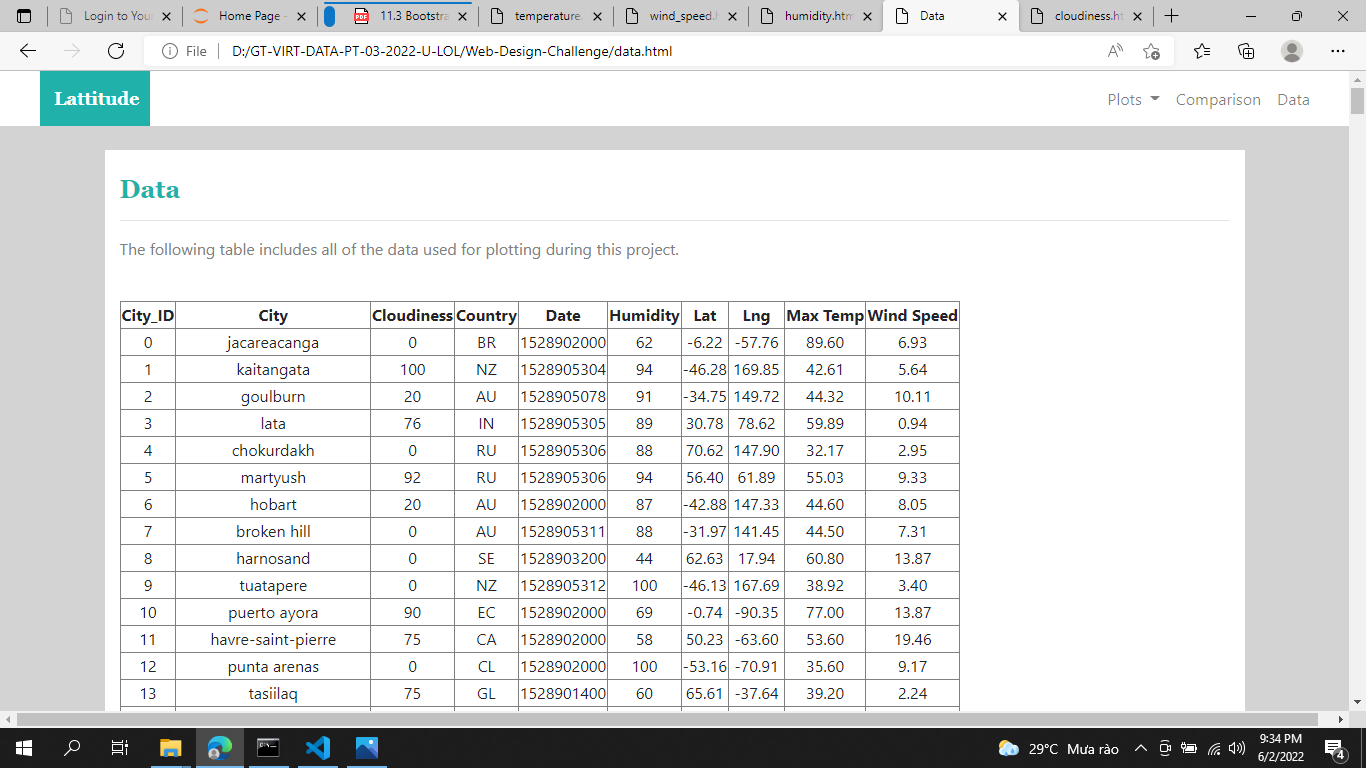 Login to Your
Home Page -
11.3 Bootstra
temperature.
wind_speed.h
humidity.htm
Data
cloudiness.ht
File
D:/GT-VIRT-DATA-PT-03-2022-U-LOL/Web-Design-Challenge/data.html
Lattitude
Plots Comparison Data
Data
The following table includes all of the data used for plotting during this project.
City_ID City Cloudiness Country Date Humidity Lat Lng Max Temp Wind Speed
0 jacareacanga 0 BR 1528902000 62 -6.22 -57.76 89.60 6.93
1 kaitangata 100 NZ 1528905304 94 -46.28 169.85 42.61 5.64
2 goulburn 20 AU 1528905078 91 -34.75 149.72 44.32 10.11
3 lata 76 IN 1528905305 89 30.78 78.62 59.89 0.94
4 chokurdakh 0 RU 1528905306 88 70.62 147.90 32.17 2.95
5 martyush 92 RU 1528905306 94 56.40 61.89 55.03 9.33
6 hobart 20 AU 1528902000 87 -42.88 147.33 44.60 8.05
7 broken hill 0 AU 1528905311 88 -31.97 141.45 44.50 7.31
8 harnosand 0 SE 1528903200 44 62.63 17.94 60.80 13.87
9 tuatapere 0 NZ 1528905312 100 -46.13 167.69 38.92 3.40
10 puerto ayora 90 EC 1528902000 69 -0.74 -90.35 77.00 13.87
11 havre-saint-pierre 75 CA 1528902000 58 50.23 -63.60 53.60 19.46
12 punta arenas 0 CL 1528902000 100 -53.16 -70.91 35.60 9.17
13 tasiilaq 75 GL 1528901400 60 65.61 -37.64 39.20 2.24
29°C Mưa rào
9:34 PM
6/2/2022
4